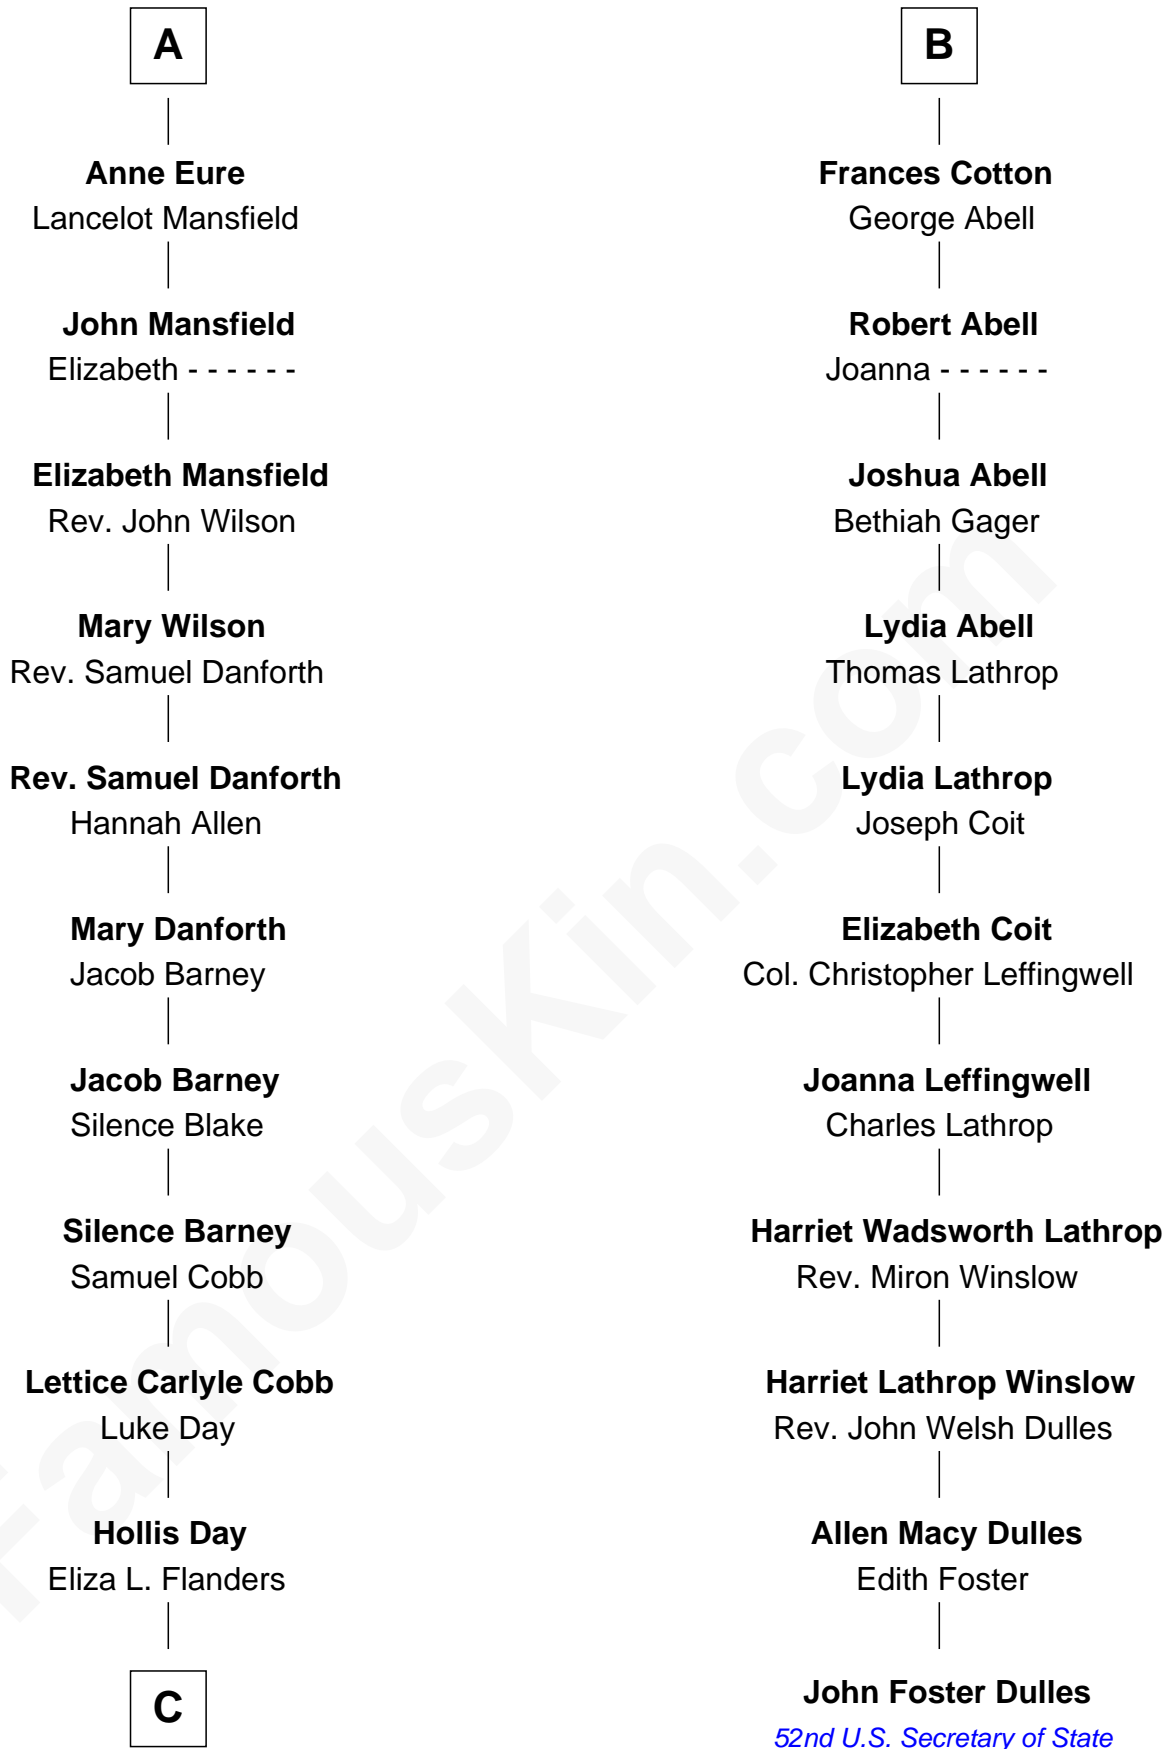 A
Anne Eure
Lancelot Mansfield
John Mansfield
Elizabeth - - - - - -
Elizabeth Mansfield
Rev. John Wilson
Mary Wilson
Rev. Samuel Danforth
Rev. Samuel Danforth
Hannah Allen
Mary Danforth
Jacob Barney
Jacob Barney
Silence Blake
Silence Barney
Samuel Cobb
Lettice Carlyle Cobb
Luke Day
Hollis Day
Eliza L. Flanders
C
B
Frances Cotton
George Abell
Robert Abell
Joanna - - - - - -
Joshua Abell
Bethiah Gager
Lydia Abell
Thomas Lathrop
Lydia Lathrop
Joseph Coit
Elizabeth Coit
Col. Christopher Leffingwell
Joanna Leffingwell
Charles Lathrop
Harriet Wadsworth Lathrop
Rev. Miron Winslow
Harriet Lathrop Winslow
Rev. John Welsh Dulles
Allen Macy Dulles
Edith Foster
John Foster Dulles
52nd U.S. Secretary of State
FamousKin.com